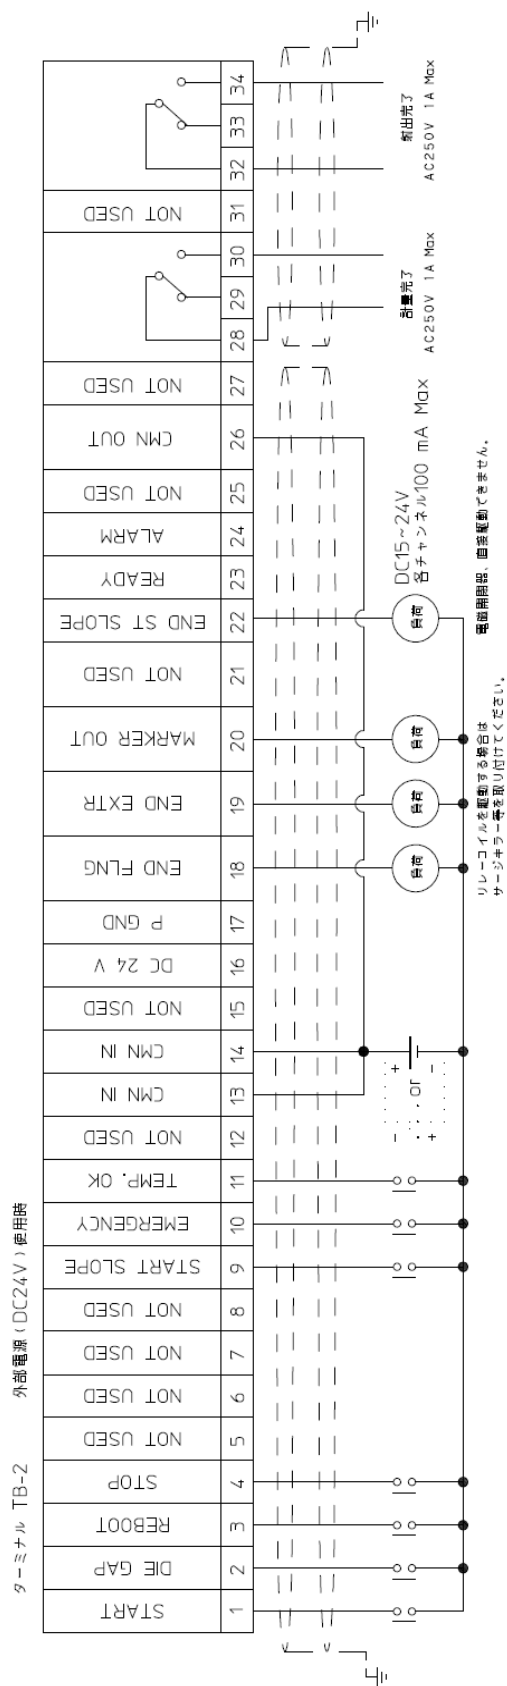 ターミナル TB-2
外部電源（DC24V）使用時
START 1
DIE GAP 2
REBOOT 3
STOP 4
NOT USED 5
NOT USED 6
NOT USED 7
NOT USED 8
START SLOPE 9
EMERGENCY 10
TEMP. OK 11
NOT USED 12
CMN IN 13
CMN IN 14
NOT USED 15
DC 24 V 16
P GND 17
END FLNG 18
END EXTR 19
MARKER OUT 20
NOT USED 21
END ST SLOPE 22
READY 23
ALARM 24
NOT USED 25
CMN OUT 26
NOT USED 27
28
29
30
NOT USED 31
32
33
34
- +
. . . or . . .
+ -
負荷
負荷
負荷
負荷
DC15~24V
各チャンネル100 mA Max
計量完了
AC250V 1A Max
射出完了
AC250V 1A Max
リレーコイルを駆動する場合は
サージキラー等を取り付けてください。
電磁開閉器、直接駆動できません。